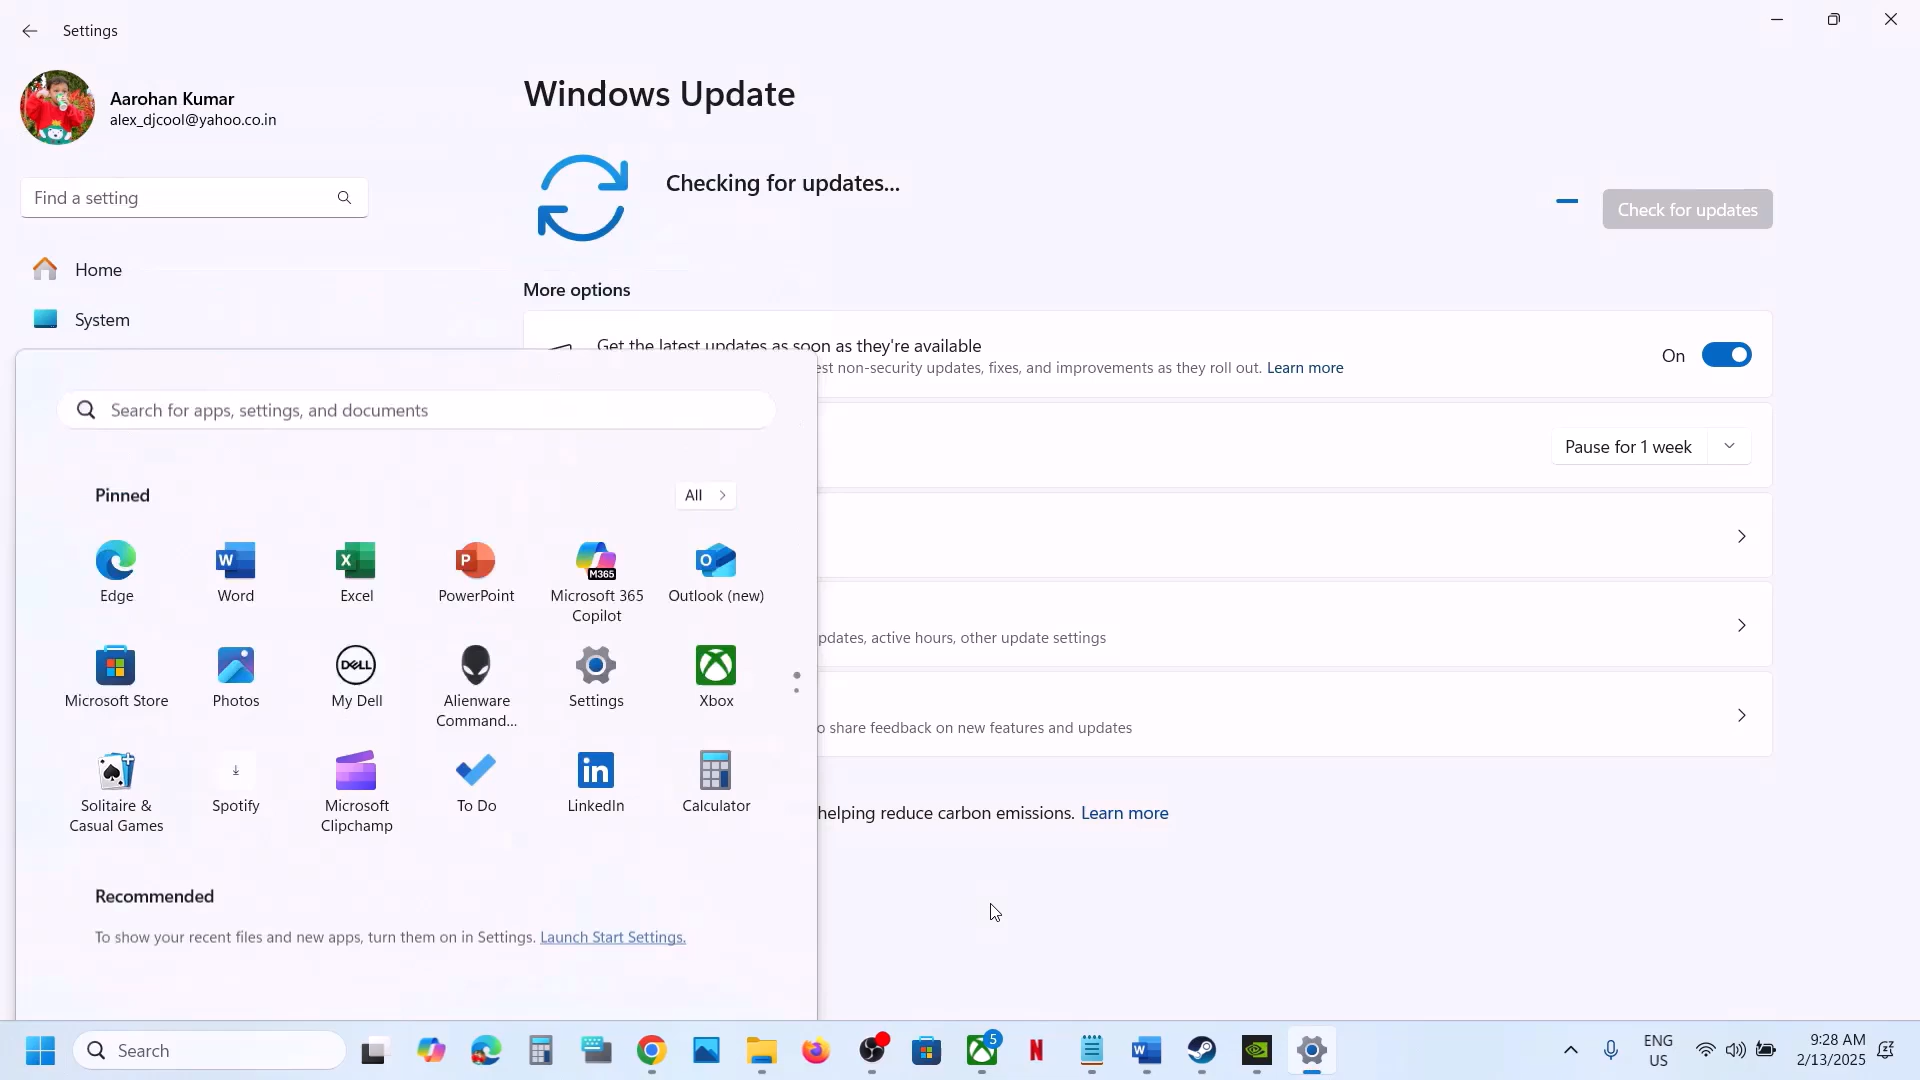 Settings
Aarohan Kumar
alex_djcool@yahoo.co.in
Find a setting
Home
System
Windows Update
Checking for updates...
Check for updates
More options
Get the latest updates as soon as they're available
est non-security updates, fixes, and improvements as they roll out. Learn more
On
Pause for 1 week
pdates, active hours, other update settings
o share feedback on new features and updates
helping reduce carbon emissions. Learn more
Search for apps, settings, and documents
Pinned
All
Edge
Word
Excel
PowerPoint
M365
Microsoft 365
Copilot
Outlook (new)
Microsoft Store
Photos
DELL
My Dell
Alienware
Command...
Settings
Xbox
Solitaire &
Casual Games
Spotify
Microsoft
Clipchamp
To Do
LinkedIn
Calculator
Recommended
To show your recent files and new apps, turn them on in Settings. Launch Start Settings.
Search
5
ENG
US
9:28 AM
2/13/2025